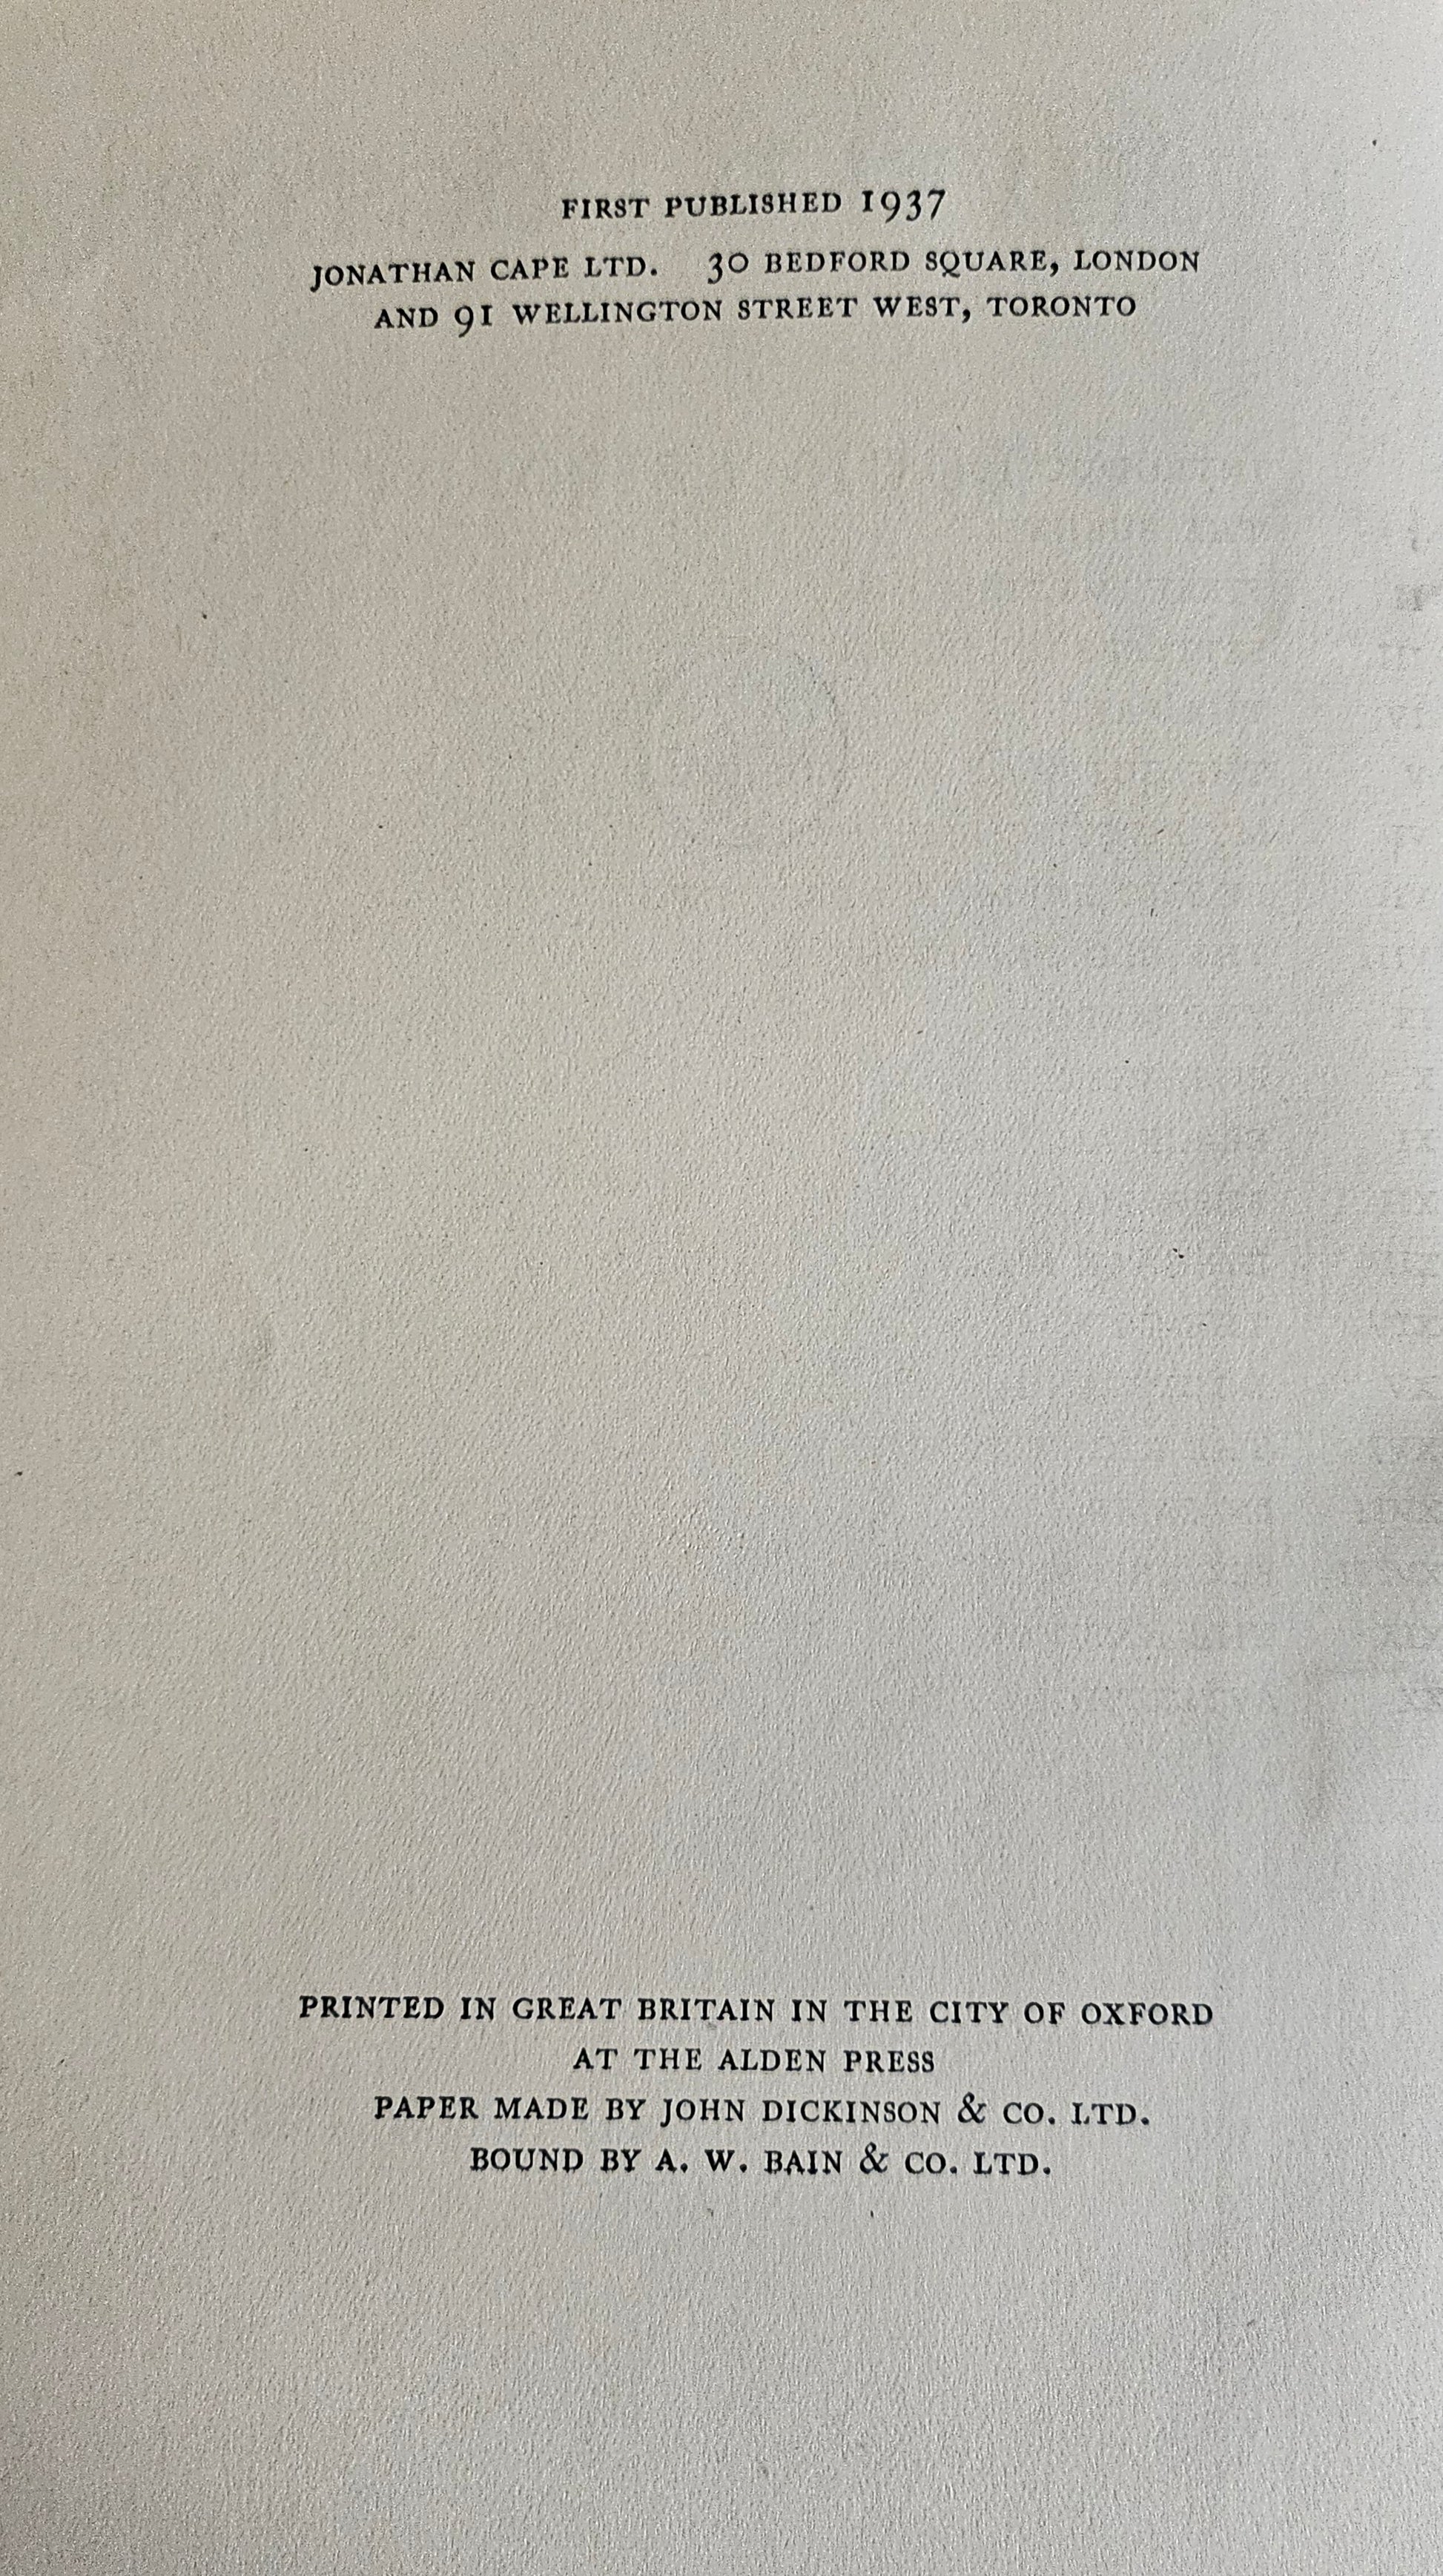 FIRST PUBLISHED 1937
JONATHAN CAPE LTD. 30 BEDFORD SQUARE, LONDON
AND 91 WELLINGTON STREET WEST, TORONTO
PRINTED IN GREAT BRITAIN IN THE CITY OF OXFORD
AT THE ALDEN PRESS
PAPER MADE BY JOHN DICKINSON & CO. LTD.
BOUND BY A. W. BAIN & CO. LTD.